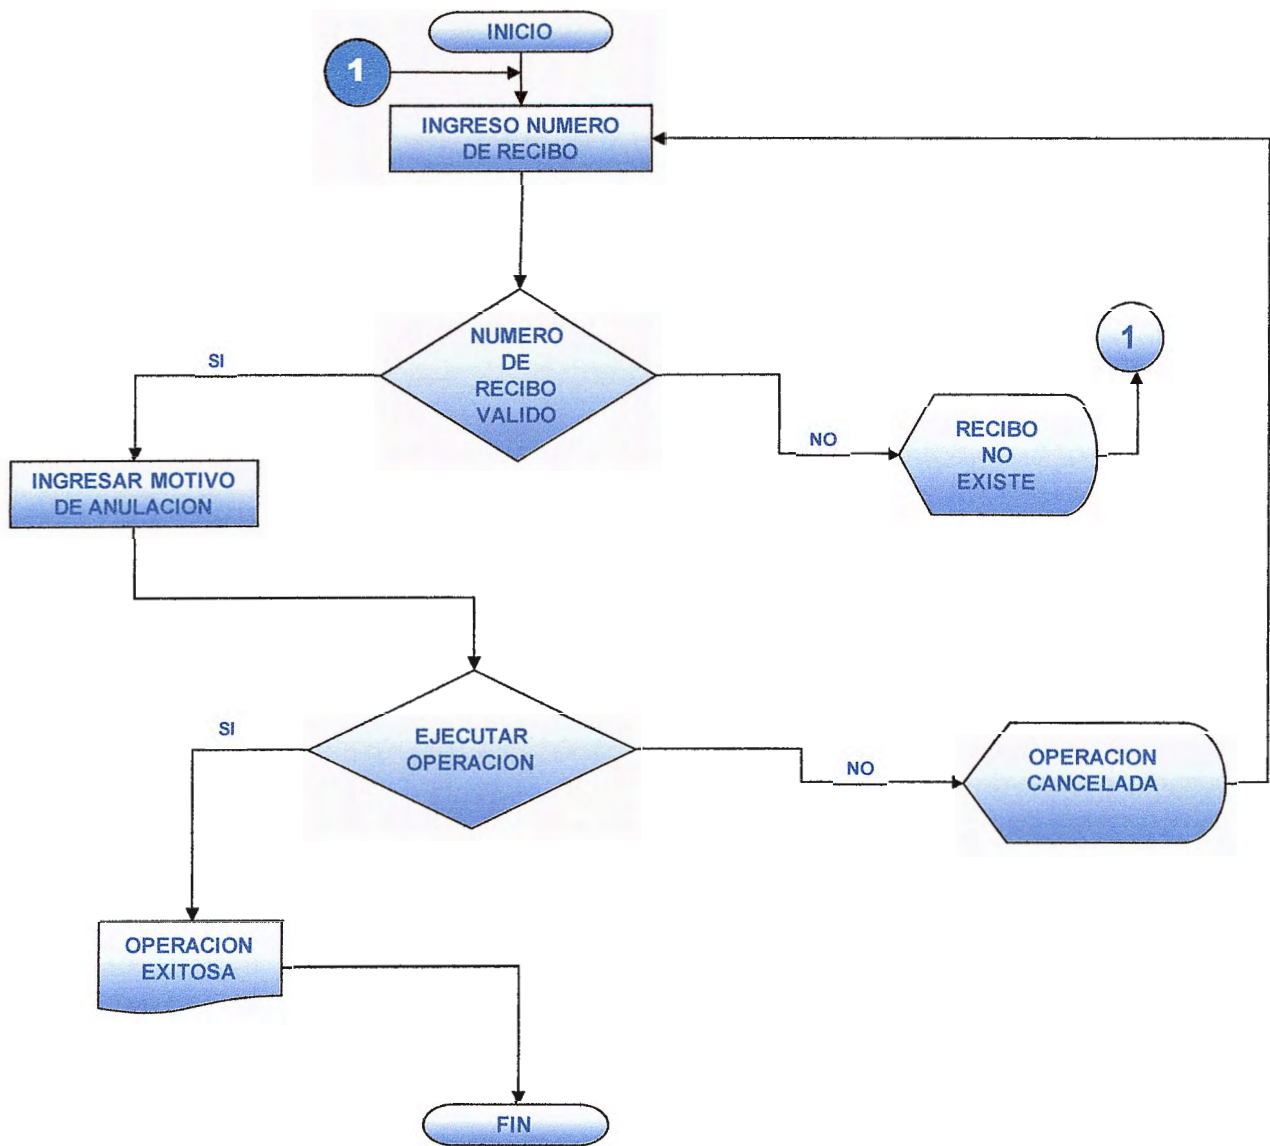 INICIO
1
INGRESO NUMERO
DE RECIBO
NUMERO
DE
RECIBO
VALIDO
SI
NO
1
RECIBO
NO
EXISTE
INGRESAR MOTIVO
DE ANULACION
EJECUTAR
OPERACION
SI
NO
OPERACION
CANCELADA
OPERACION
EXITOSA
FIN